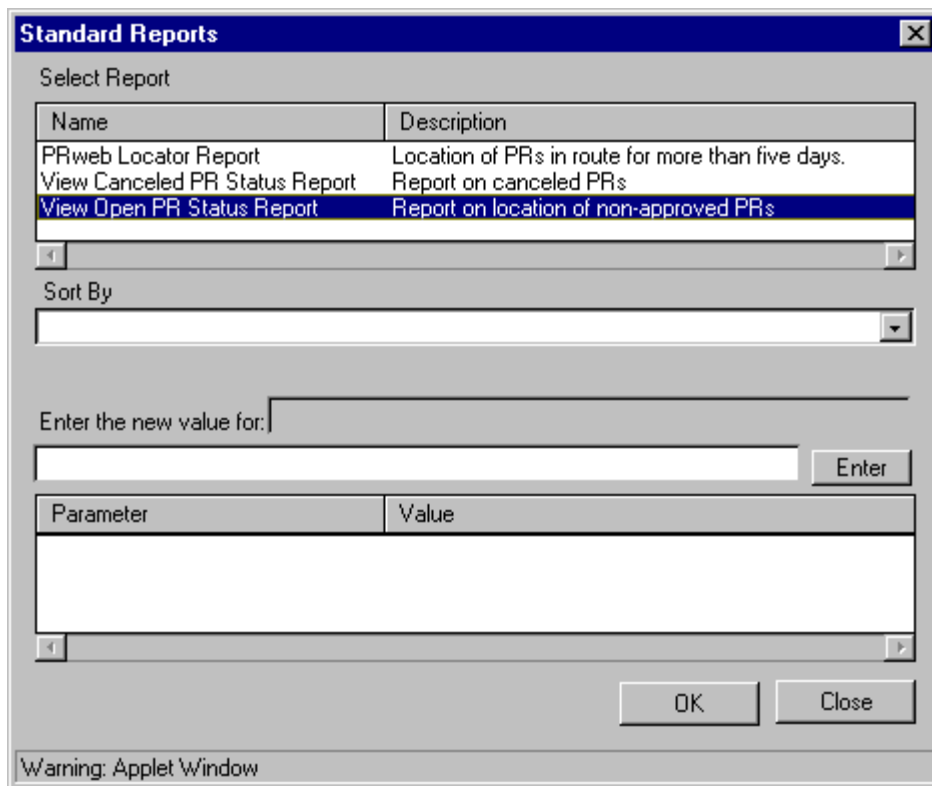 Standard Reports
Select Report
Name Description
PRweb Locator Report Location of PRs in route for more than five days.
View Canceled PR Status Report Report on canceled PRs
View Open PR Status Report Report on location of non-approved PRs
Sort By
Enter the new value for:
Enter
Parameter Value
OK Close
Warning: Applet Window